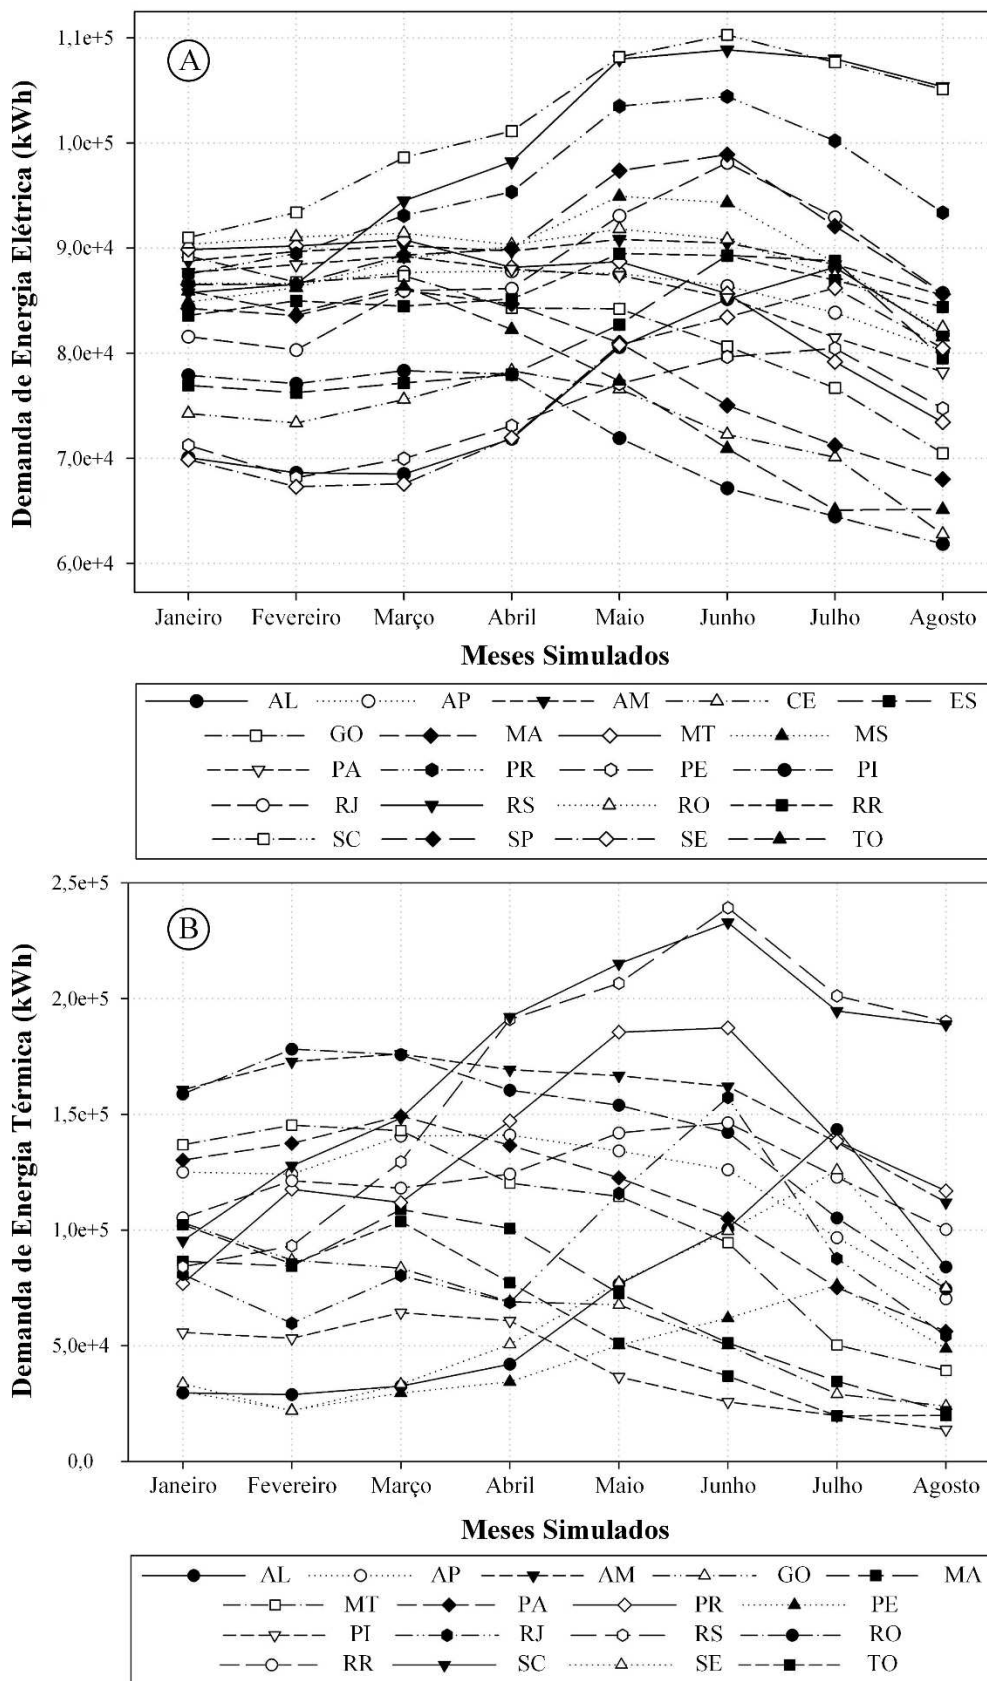 1,1e+5
A
1,0e+5
9,0e+4
8,0e+4
7,0e+4
6,0e+4
Demanda de Energia Elétrica (kWh)
Janeiro Fevereiro Março Abril Maio Junho Julho Agosto
Meses Simulados
AL AP AM CE ES
GO MA MT MS
PA PR PE PI
RJ RS RO RR
SC SP SE TO
2,5e+5
B
2,0e+5
1,5e+5
1,0e+5
5,0e+4
0,0
Demanda de Energia Térmica (kWh)
Janeiro Fevereiro Março Abril Maio Junho Julho Agosto
Meses Simulados
AL AP AM GO MA
MT PA PR PE
PI RJ RS RO
RR SC SE TO